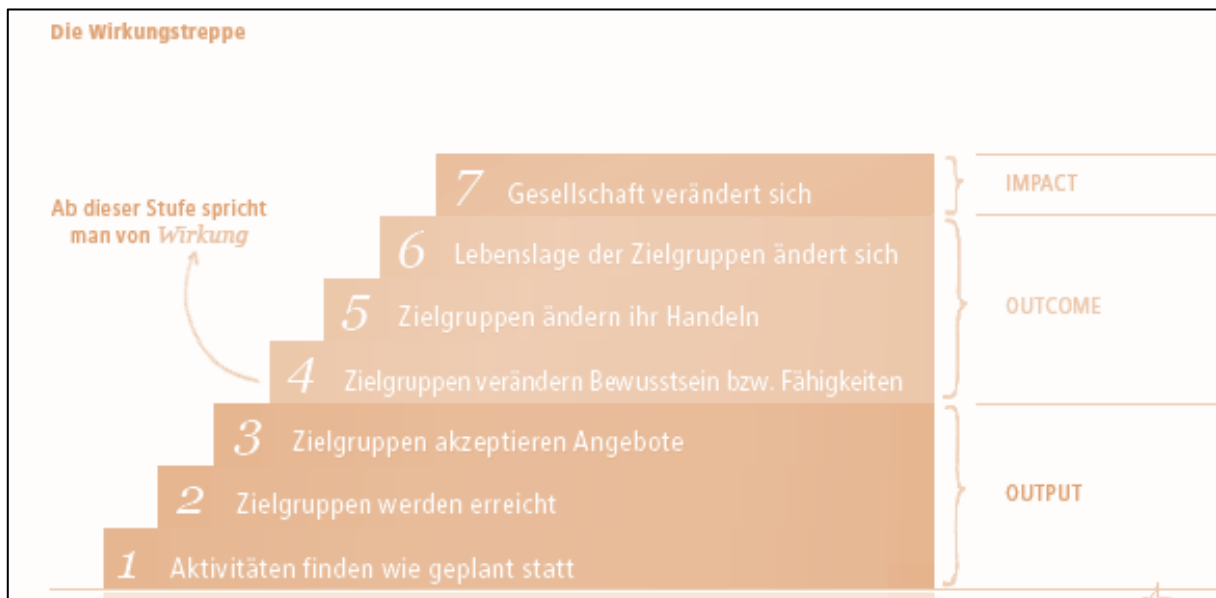 Die Wirkungstreppe
7 Gesellschaft verändert sich
IMPACT
Ab dieser Stufe spricht
man von Wirkung
6 Lebenslage der Zielgruppen ändert sich
5 Zielgruppen ändern ihr Handeln
OUTCOME
4 Zielgruppen verändern Bewusstsein bzw. Fähigkeiten
3 Zielgruppen akzeptieren Angebote
2 Zielgruppen werden erreicht
OUTPUT
1 Aktivitäten finden wie geplant statt